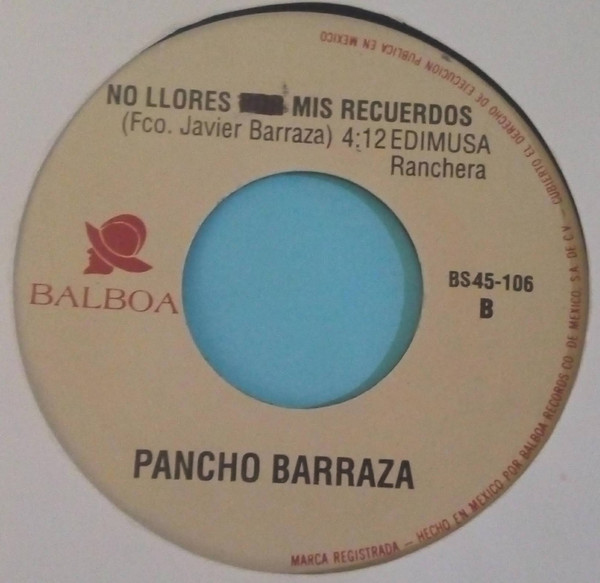 NO LLORES MIS RECUERDOS
(Fco. Javier Barraza) 4:12 EDIMUSA
Ranchera
BALBOA
BS45-106
B
PANCHO BARRAZA
MARCA REGISTRADA — HECHO EN MEXICO POR BALBOA RECORDS CO. DE MEXICO, S.A. DE C.V. — CUBIERTO EL DERECHO DE EJECUCION PUBLICA EN MEXICO